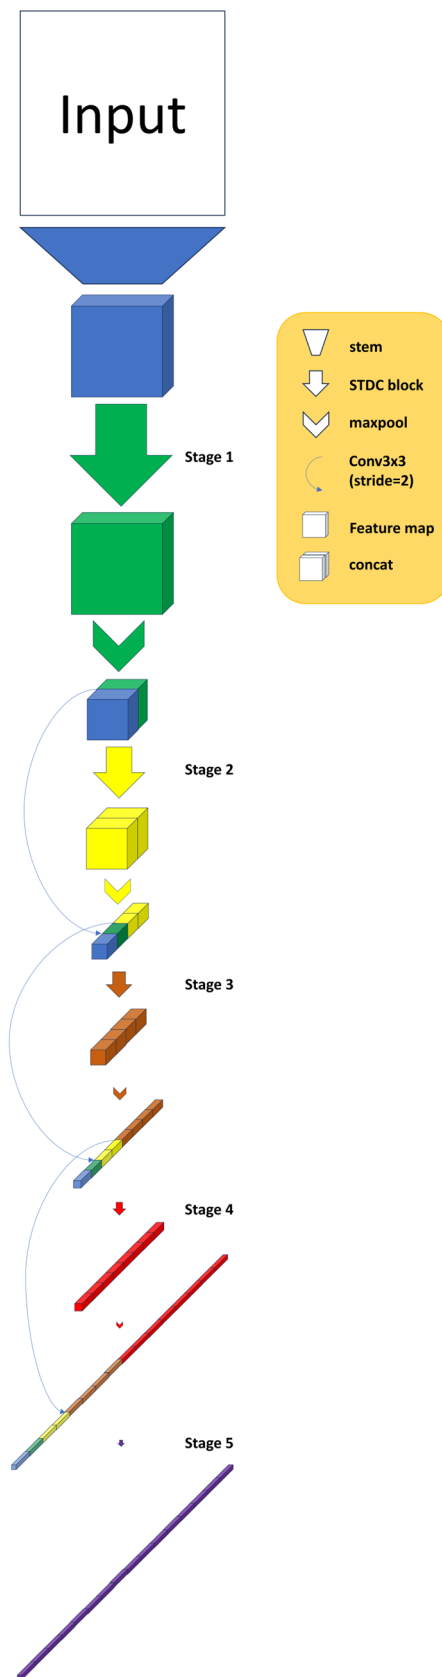 Input
stem
STDC block
maxpool
Stage 1
Conv3x3
(stride=2)
Feature map
concat
Stage 2
Stage 3
Stage 4
Stage 5